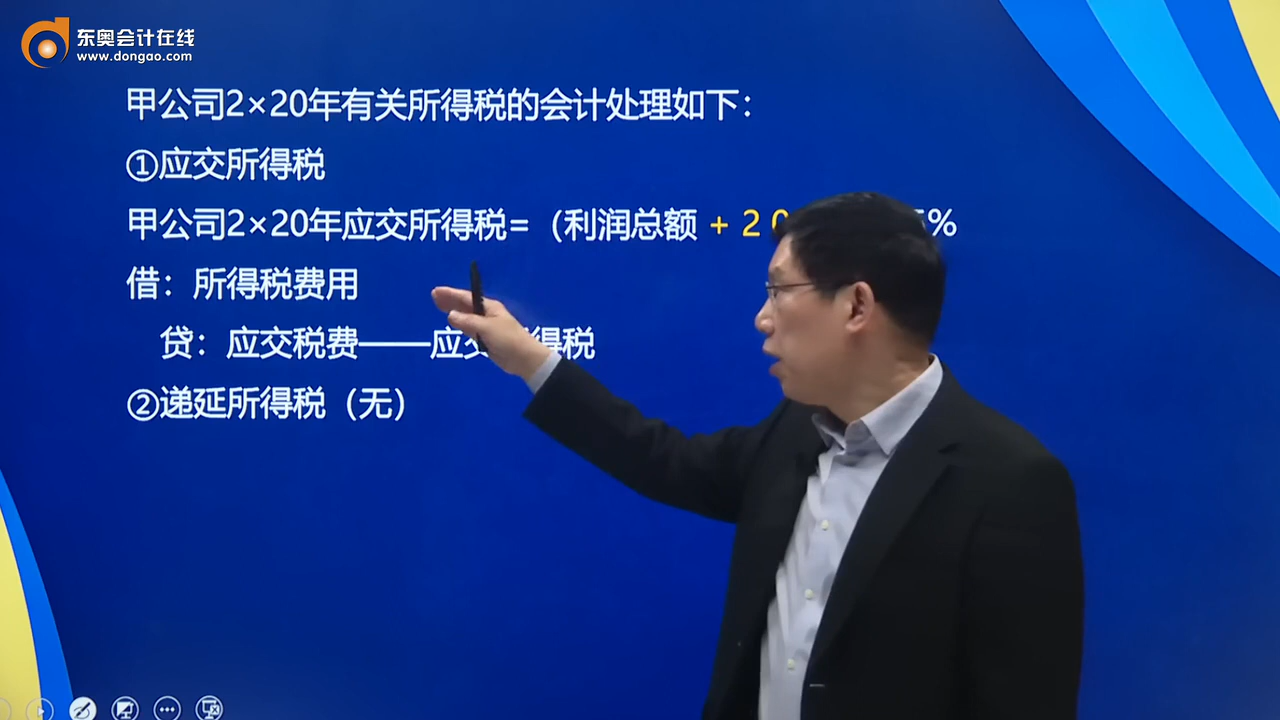 东奥会计在线
www.dongao.com
甲公司2×20年有关所得税的会计处理如下：
①应交所得税
甲公司2×20年应交所得税=（利润总额 + 2 0 %
借：所得税费用
贷：应交税费——应交 得税
②递延所得税（无）